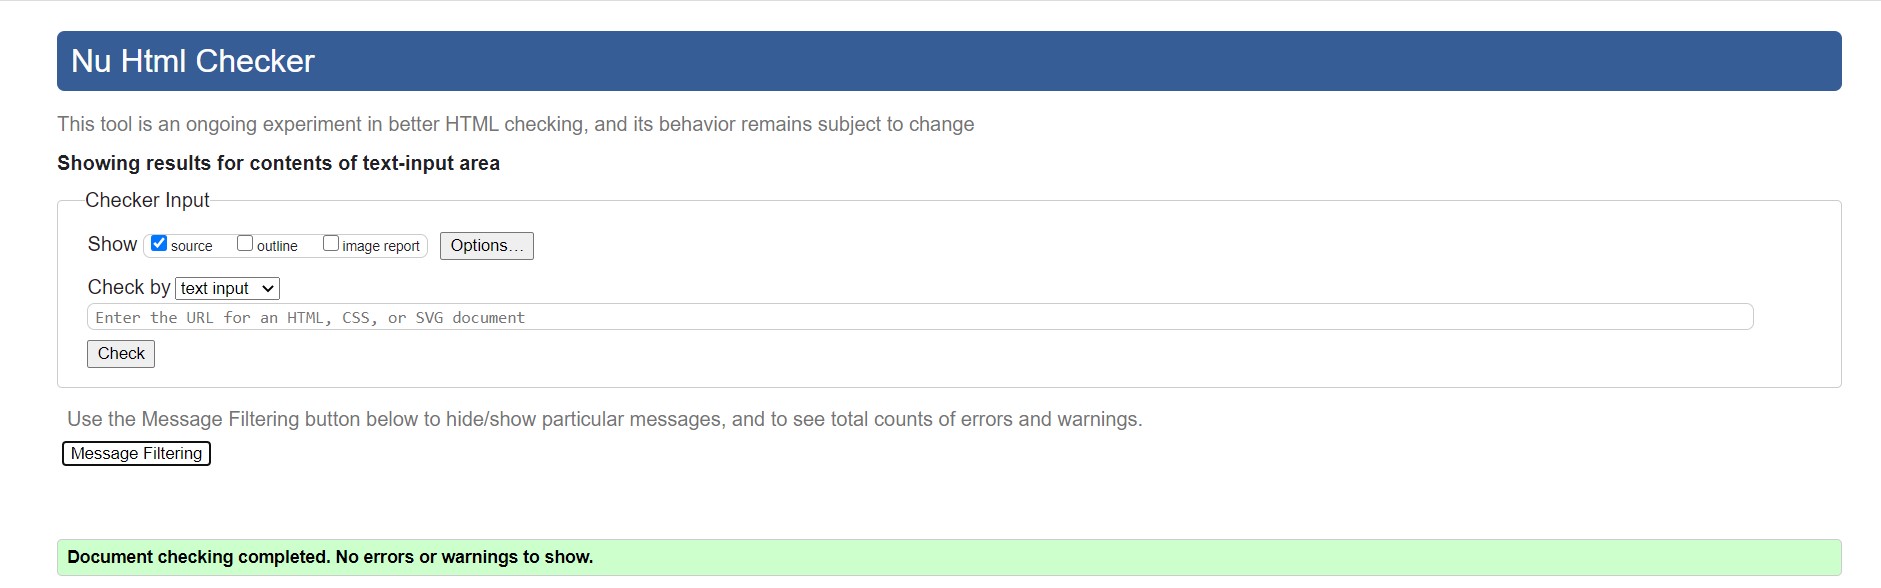 Nu Html Checker
This tool is an ongoing experiment in better HTML checking, and its behavior remains subject to change
Showing results for contents of text-input area
Checker Input
Show source outline image report Options...
Check by text input
Enter the URL for an HTML, CSS, or SVG document
Check
Use the Message Filtering button below to hide/show particular messages, and to see total counts of errors and warnings.
Message Filtering
Document checking completed. No errors or warnings to show.